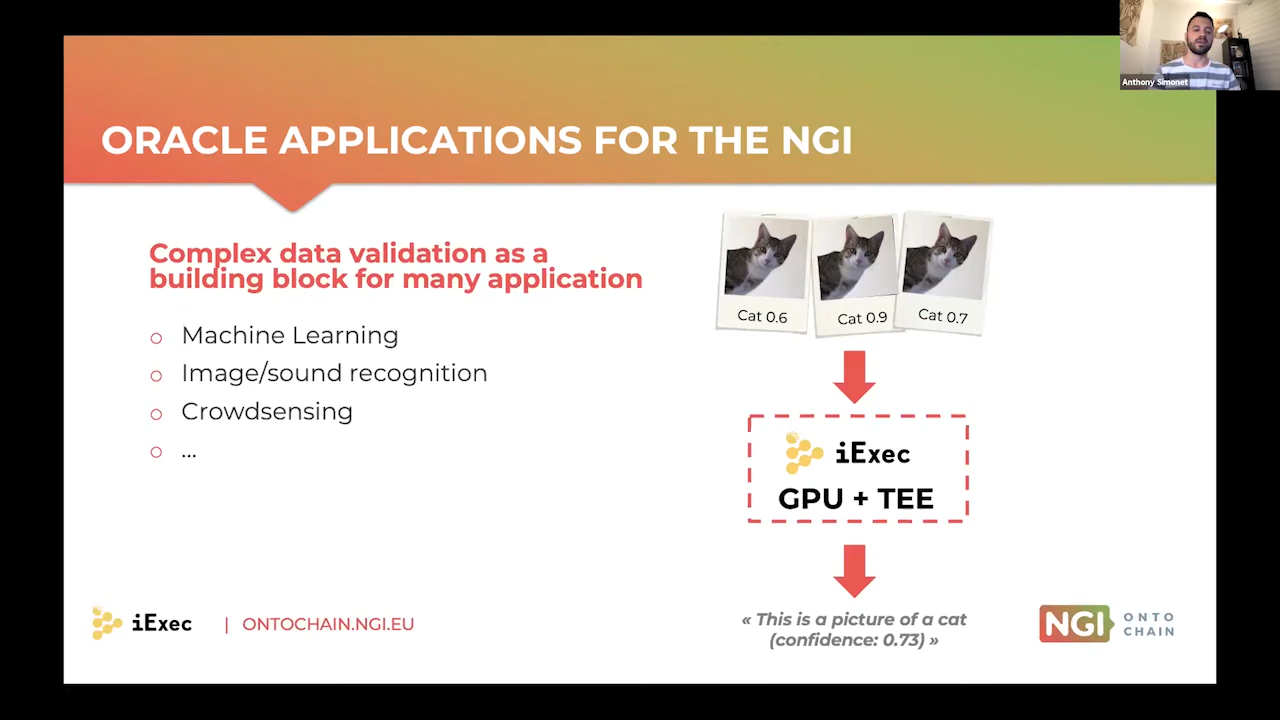 Anthony Simonet
ORACLE APPLICATIONS FOR THE NGI
Complex data validation as a
building block for many application
Machine Learning
Image/sound recognition
Crowdsensing
...
Cat 0.6
Cat 0.9
Cat 0.7
iExec
GPU + TEE
« This is a picture of a cat
(confidence: 0.73) »
iExec | ONTOCHAIN.NGI.EU
NGI
ONTO
CHAIN